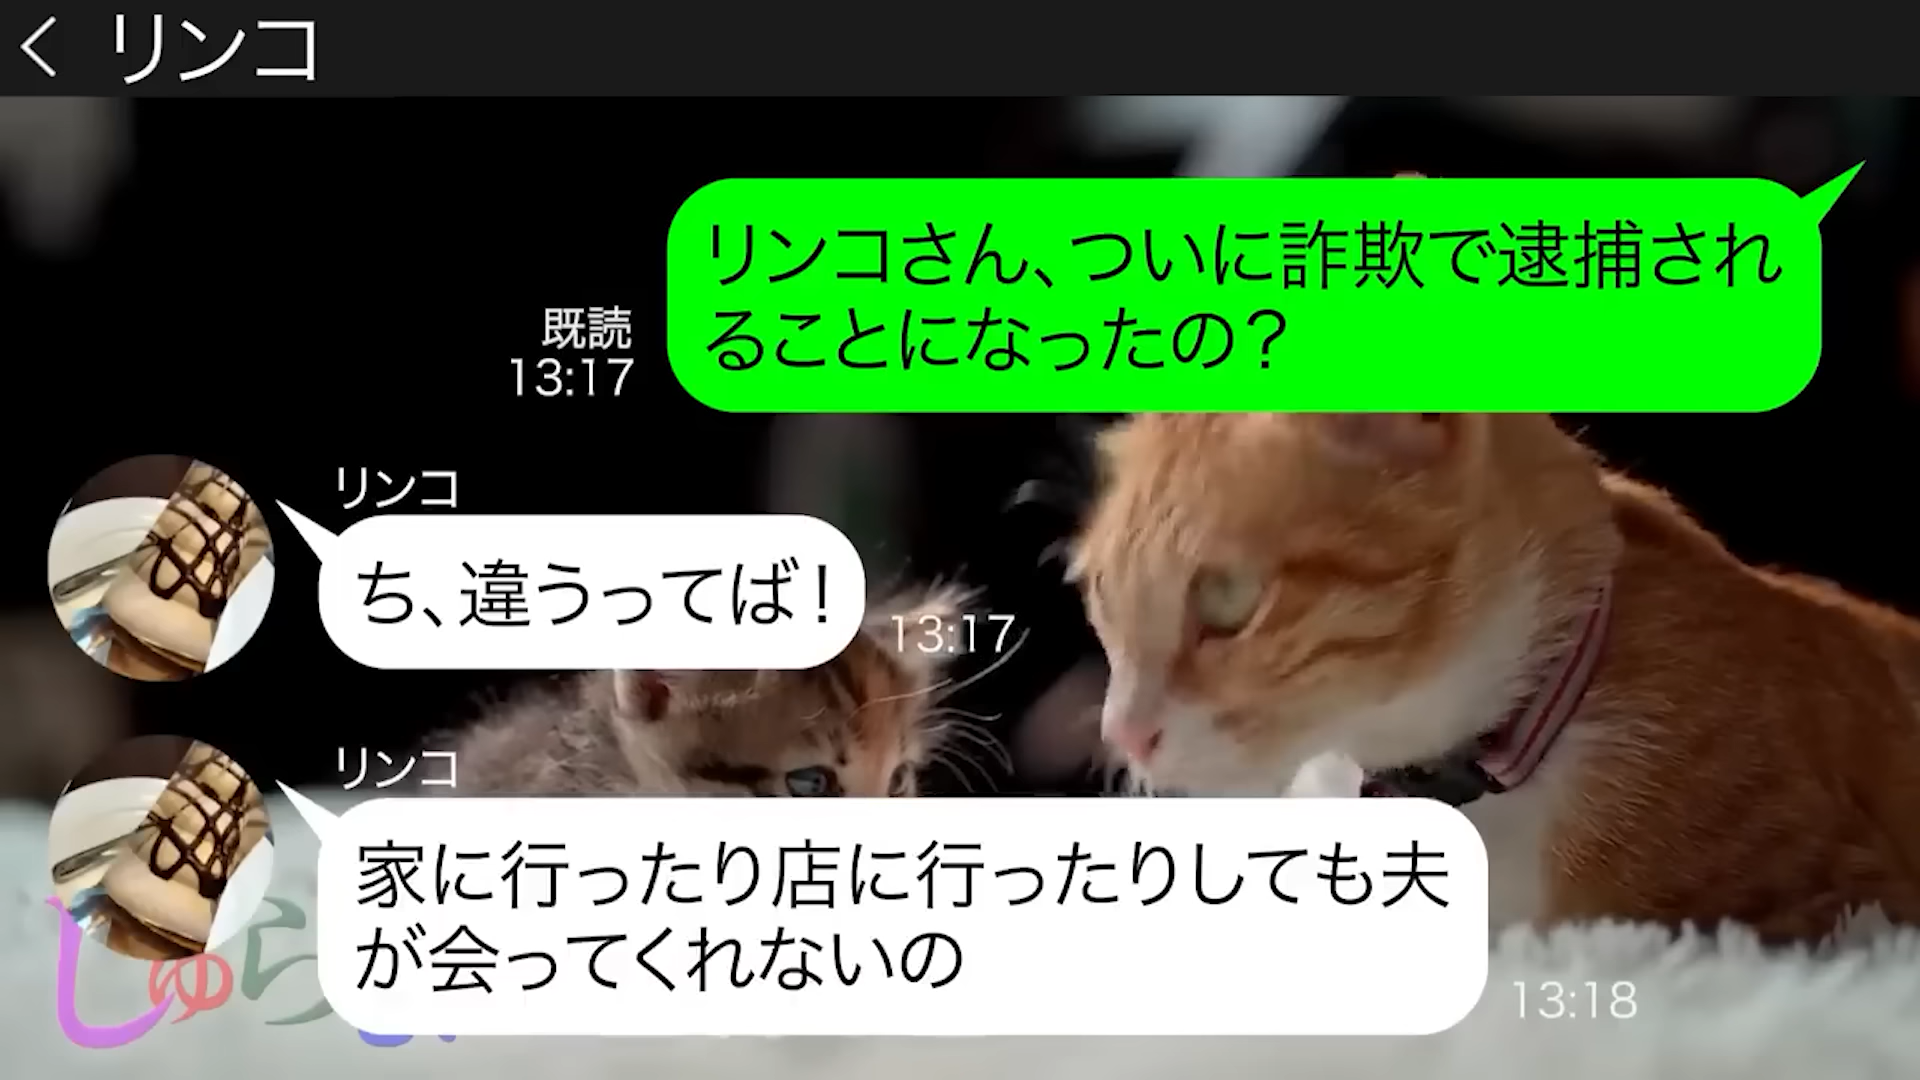 リンコ
リンコさん、ついに詐欺で逮捕され
ることになったの？
既読
13:17
リンコ
ち、違うってば！
13:17
リンコ
家に行ったり店に行ったりしても夫
が会ってくれないの
13:18
しゅら